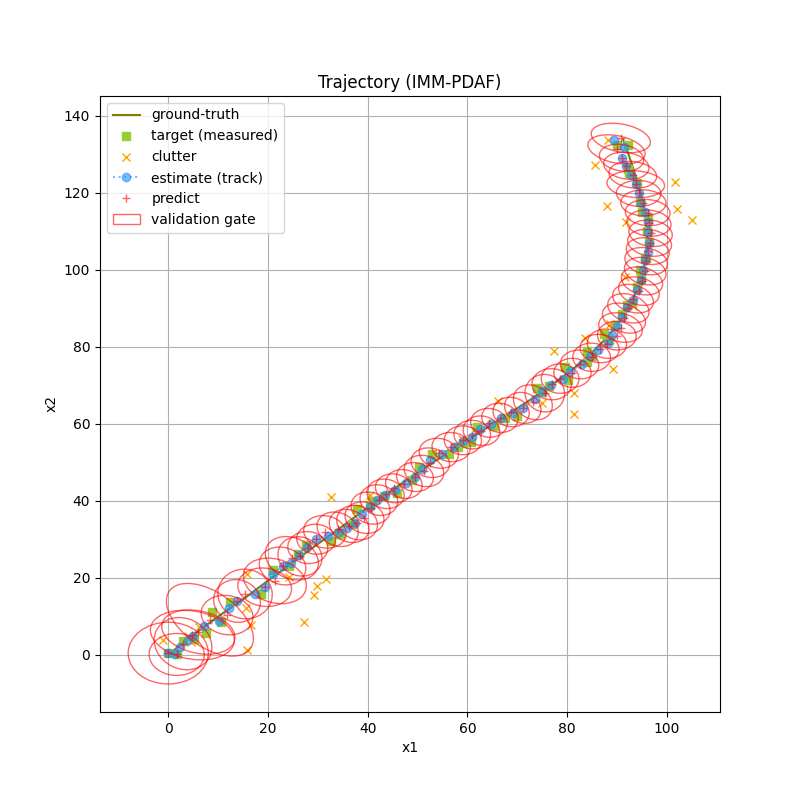 Trajectory (IMM-PDAF)
ground-truth
target (measured)
clutter
estimate (track)
predict
validation gate
140
120
100
80
60
40
20
0
x2
0 20 40 60 80 100
x1